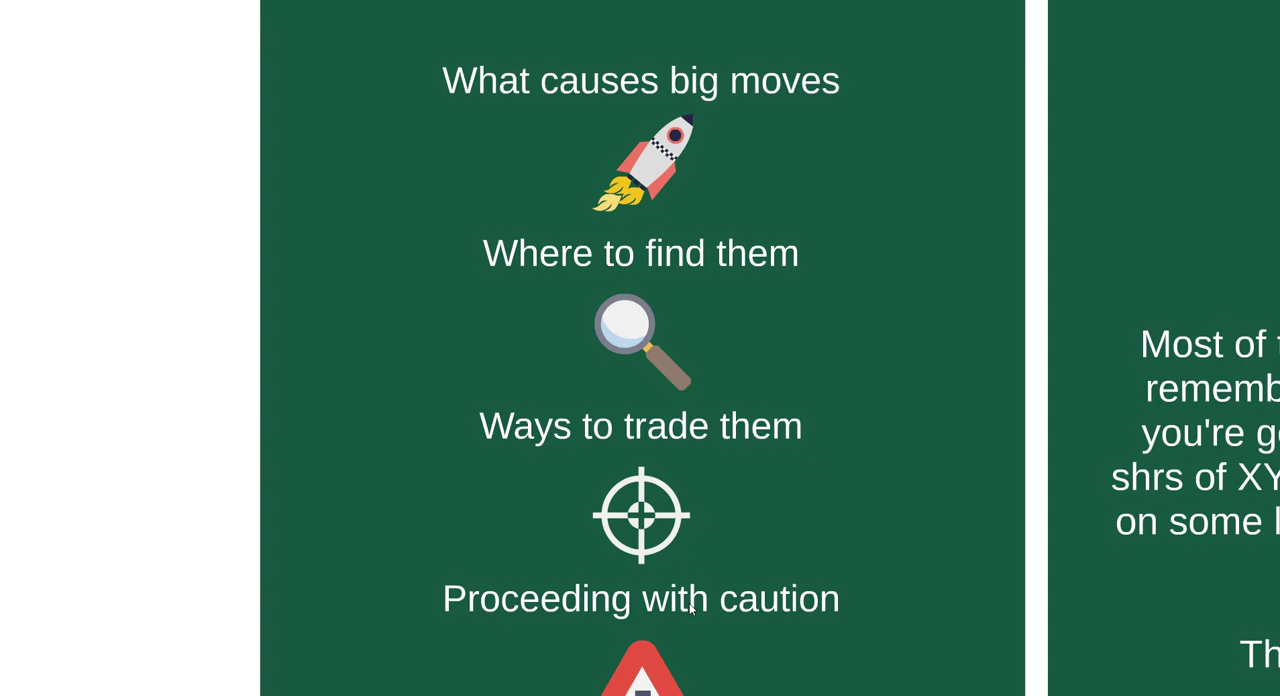 What causes big moves
Where to find them
Ways to trade them
Proceeding with caution
Most of
rememb
you're g
shrs of XY
on some
Th